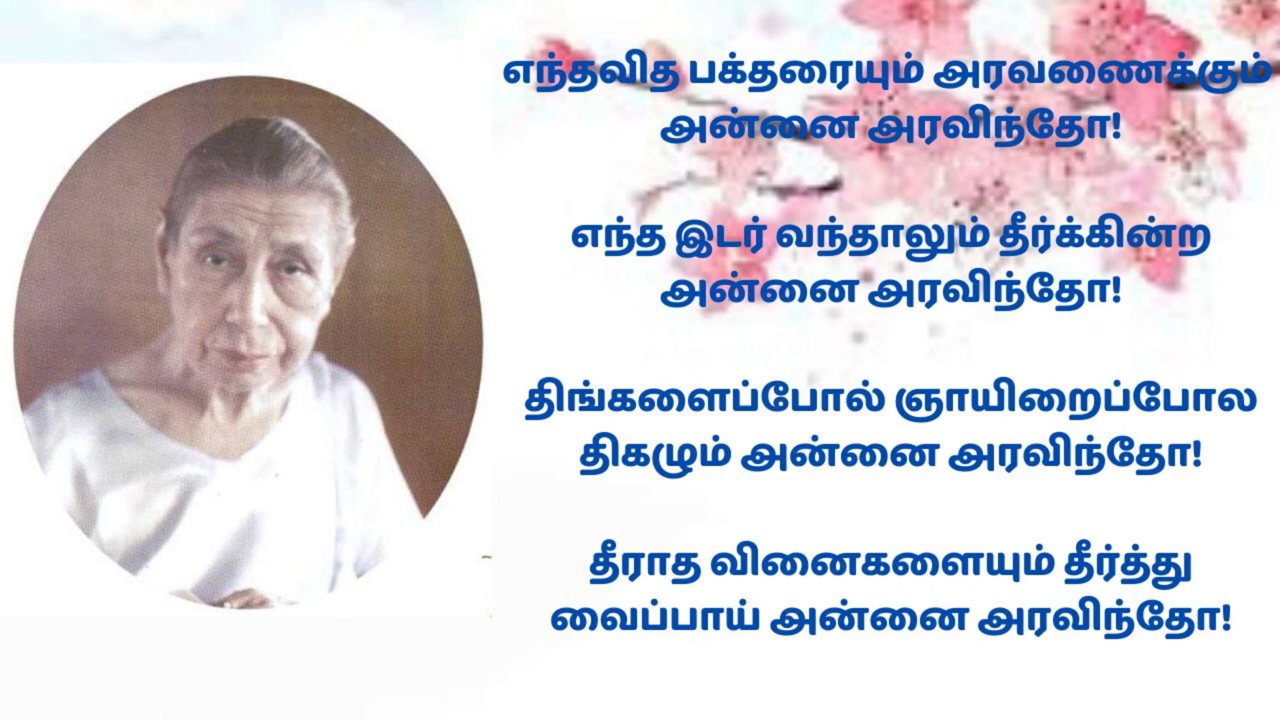 எந்தவித பக்தரையும் அரவணைக்கும்
அன்னை அரவிந்தோ!
எந்த இடர் வந்தாலும் தீர்க்கின்ற
அன்னை அரவிந்தோ!
திங்களைப்போல் ஞாயிறைப்போல
திகழும் அன்னை அரவிந்தோ!
தீராத வினைகளையும் தீர்த்து
வைப்பாய் அன்னை அரவிந்தோ!